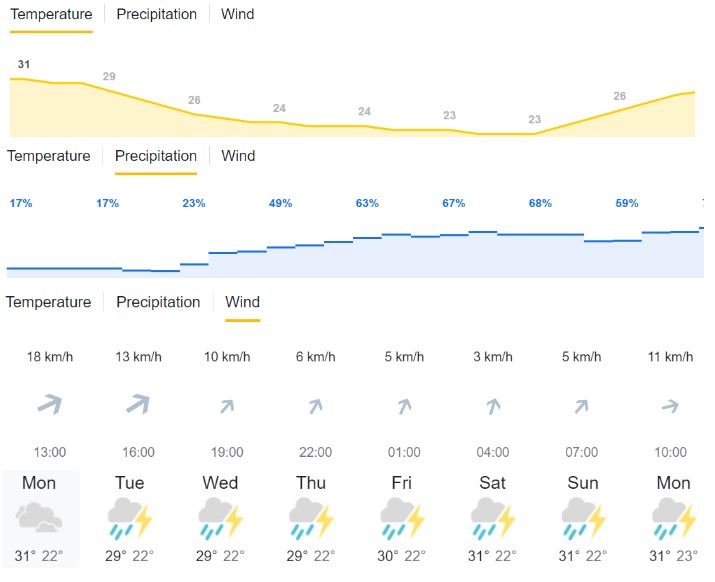 Temperature Precipitation Wind
31 29 26 24 24 23 23 26
Temperature Precipitation Wind
17% 17% 23% 49% 63% 67% 68% 59%
Temperature Precipitation Wind
18 km/h 13 km/h 10 km/h 6 km/h 5 km/h 3 km/h 5 km/h 11 km/h
13:00 16:00 19:00 22:00 01:00 04:00 07:00 10:00
Mon Tue Wed Thu Fri Sat Sun Mon
31° 22° 29° 22° 29° 22° 29° 22° 30° 22° 31° 22° 31° 22° 31° 23°